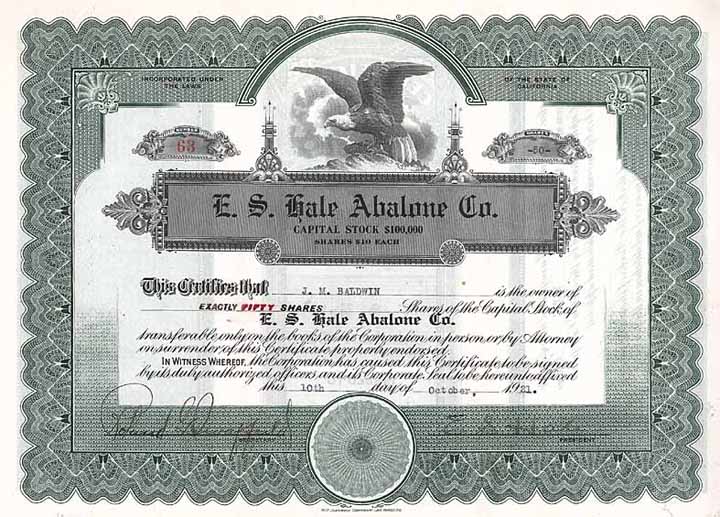 INCORPORATED UNDER
THE LAWS
OF THE STATE OF
CALIFORNIA
NUMBER
63
SHARES
-50-
E. S. Hale Abalone Co.
CAPITAL STOCK $100,000
SHARES $10 EACH
This Certifies that J. M. BALDWIN is the owner of
EXACTLY FIFTY SHARES Shares of the Capital Stock of
E. S. Hale Abalone Co.
transferable only on the books of the Corporation in person or by Attorney
on surrender of this Certificate properly endorsed.
IN WITNESS WHEREOF, the Corporation has caused this Certificate to be signed
by its duly authorized officers and its Corporate Seal to be hereunto affixed
this 10th day of October, 1921.
E. S. Hale
SECRETARY
PRESIDENT